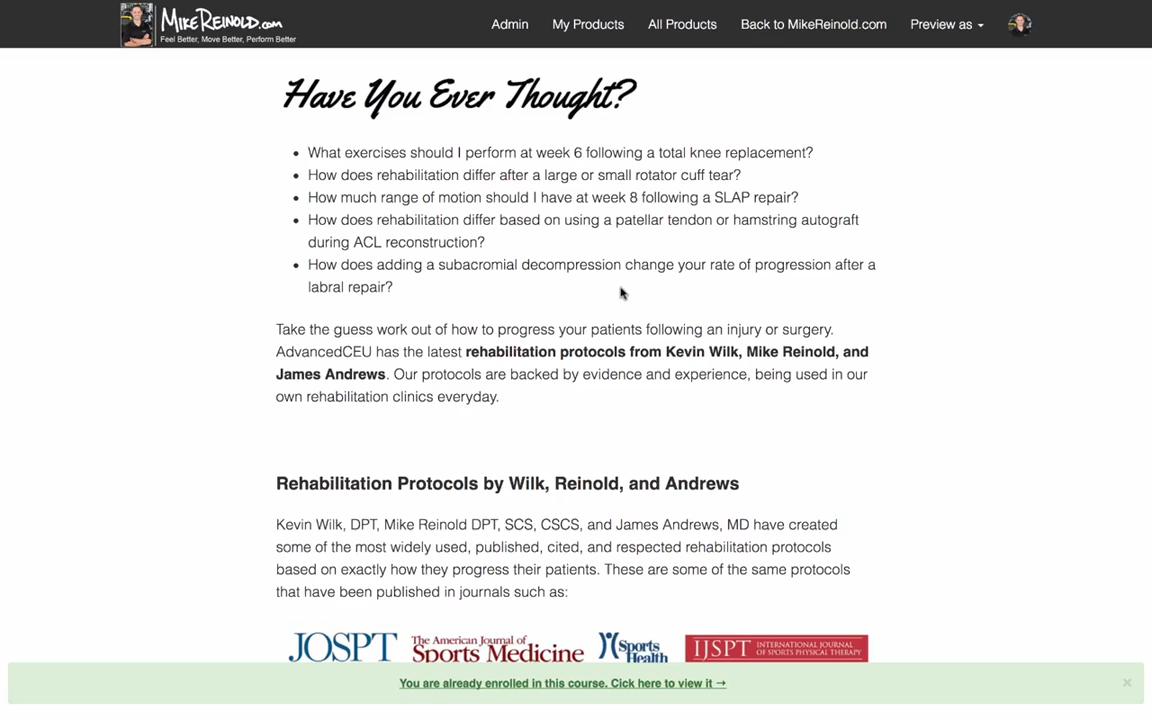 MIKEREINOLD.com
Feel Better, Move Better, Perform Better
Admin
My Products
All Products
Back to MikeReinold.com
Preview as
Have You Ever Thought?
• What exercises should I perform at week 6 following a total knee replacement?
• How does rehabilitation differ after a large or small rotator cuff tear?
• How much range of motion should I have at week 8 following a SLAP repair?
• How does rehabilitation differ based on using a patellar tendon or hamstring autograft
during ACL reconstruction?
• How does adding a subacromial decompression change your rate of progression after a
labral repair?
Take the guess work out of how to progress your patients following an injury or surgery.
AdvancedCEU has the latest rehabilitation protocols from Kevin Wilk, Mike Reinold, and
James Andrews. Our protocols are backed by evidence and experience, being used in our
own rehabilitation clinics everyday.
Rehabilitation Protocols by Wilk, Reinold, and Andrews
Kevin Wilk, DPT, Mike Reinold DPT, SCS, CSCS, and James Andrews, MD have created
some of the most widely used, published, cited, and respected rehabilitation protocols
based on exactly how they progress their patients. These are some of the same protocols
that have been published in journals such as:
JOSPT
The American Journal of
Sports Medicine
Sports
Health
IJSPT
INTERNATIONAL JOURNAL
OF SPORTS PHYSICAL THERAPY
You are already enrolled in this course. Cick here to view it →
×